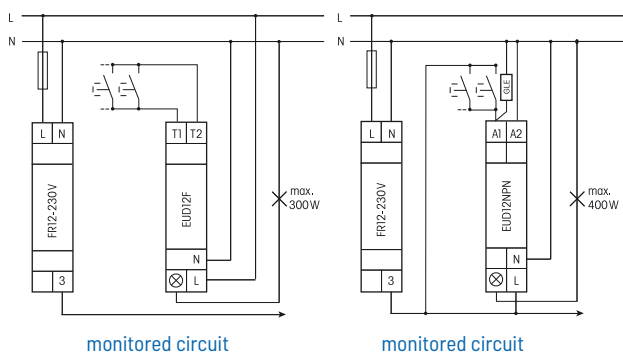 L
N
L N
FR12-230V
3
T1 T2
EUD12F
N
L
max.
300W
monitored circuit
L
N
L N
FR12-230V
3
GLE
A1 A2
EUD12NPN
N
L
max.
400W
monitored circuit